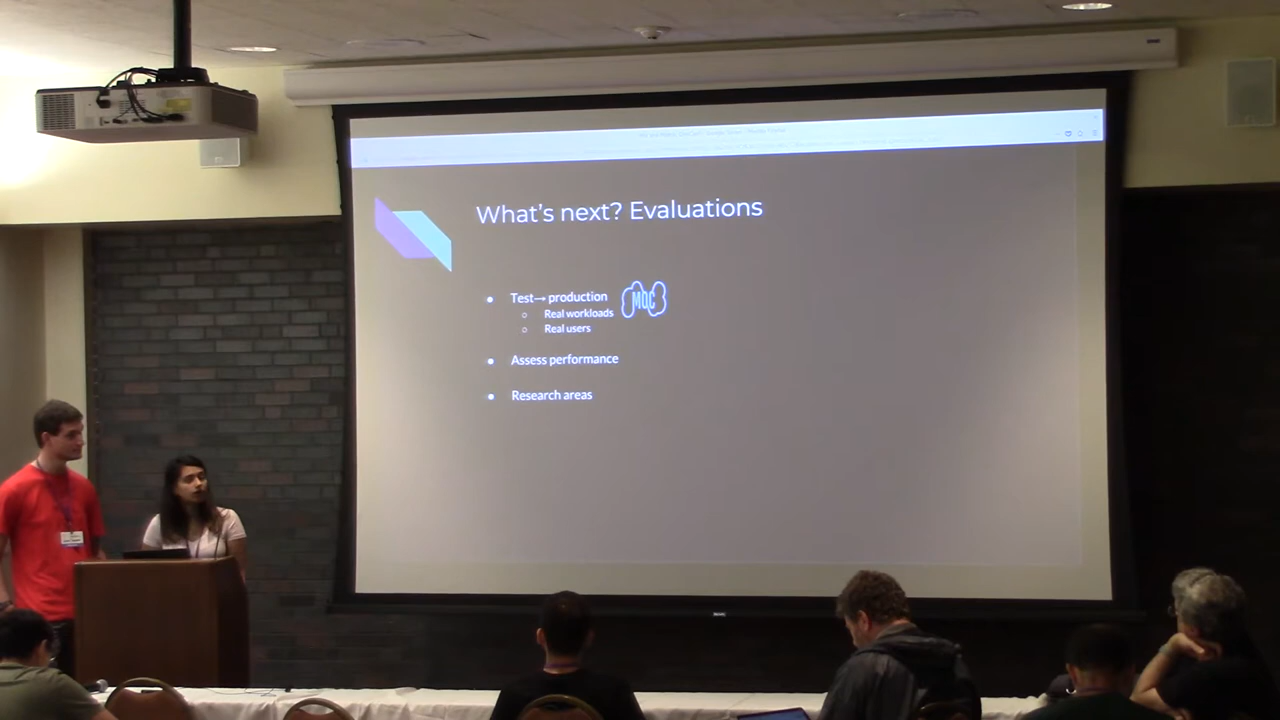 What's next? Evaluations
● Test→ production
MOC
○ Real workloads
○ Real users
● Assess performance
● Research areas